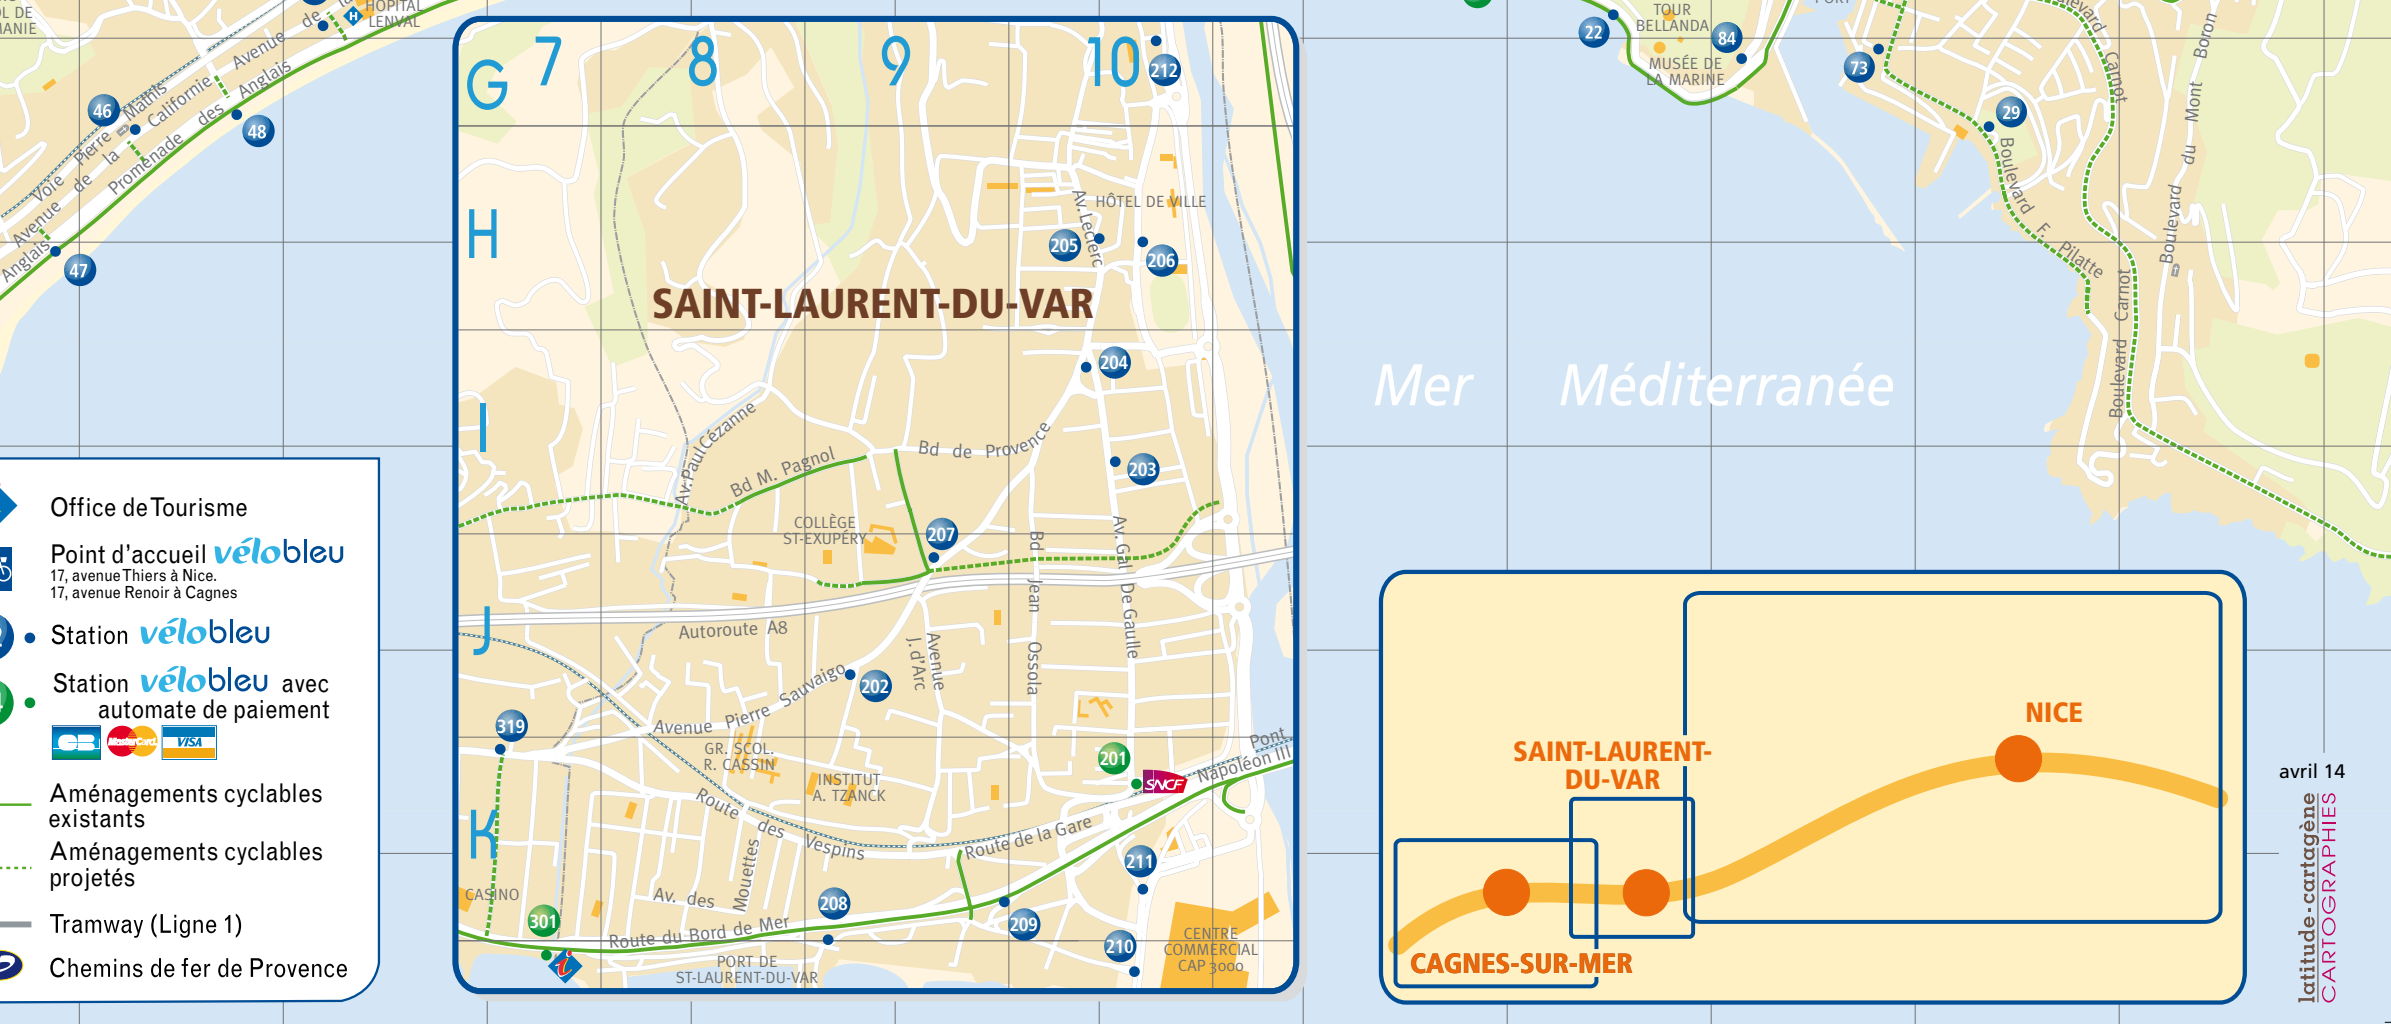 HÔPITAL
LENVAL
Avenue
de
la
Californie
Voie
Pierre
Mathis
Avenue
de
la
Promenade
des
Anglais
Anglais
46
48
47
Office de Tourisme
Point d'accueil vélobleu
17, avenue Thiers à Nice.
17, avenue Renoir à Cagnes
Station vélobleu
Station vélobleu avec
automate de paiement
CB
MasterCard
VISA
Aménagements cyclables
existants
Aménagements cyclables
projetés
Tramway (Ligne 1)
Chemins de fer de Provence
7
8
9
10
G
H
I
J
K
212
HÔTEL DE VILLE
Av. Leclerc
205
206
SAINT-LAURENT-DU-VAR
204
Av. Paul Cézanne
Bd M. Pagnol
Bd de Provence
203
COLLÈGE
ST-EXUPÉRY
207
Bd Jean Ossola
Av. Gal De Gaulle
Autoroute A8
Avenue
J. d'Arc
202
Avenue Pierre Sauvaigo
319
GR. SCOL.
R. CASSIN
INSTITUT
A. TZANCK
201
SNCF
Pont
Napoléon III
Route des Vespins
Route de la Gare
211
CASINO
Av. des Mouettes
208
301
Route du Bord de Mer
209
210
i
PORT DE
ST-LAURENT-DU-VAR
CENTRE
COMMERCIAL
CAP 3000
22
TOUR
BELLANDA
84
MUSÉE DE
LA MARINE
73
29
Boulevard F. Pilatte
Carnot
Boulevard Carnot
Boulevard du Mont Boron
Mer Méditerranée
NICE
SAINT-LAURENT-
DU-VAR
CAGNES-SUR-MER
avril 14
latitude-cartagène
CARTOGRAPHIES